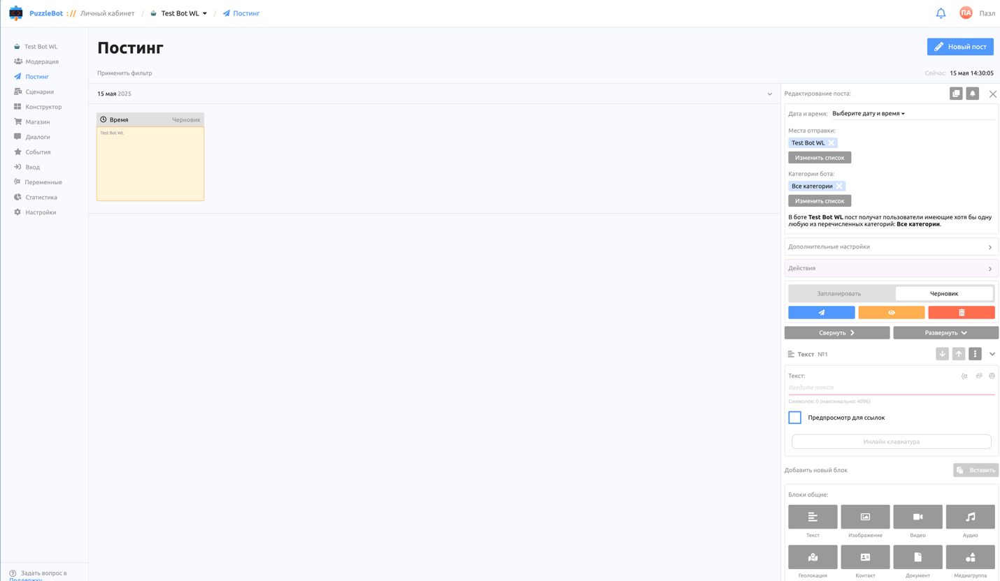 PuzzleBot :// Личный кабинет / Test Bot WL / Постинг
ПА Пазл
Test Bot WL
Модерация
Постинг
Сценарии
Конструктор
Магазин
Диалоги
События
Вход
Переменные
Статистика
Настройки
Задать вопрос в
Поддержку
Постинг
Новый пост
Применить фильтр
Сейчас: 15 мая 14:30:05
15 мая 2025
Время Черновик
Test Bot WL
Редактирование поста:
Дата и время: Выберите дату и время
Места отправки:
Test Bot WL
Изменить список
Категории бота:
Все категории
Изменить список
В боте Test Bot WL пост получат пользователи имеющие хотя бы одну
любую из перечисленных категорий: Все категории.
Дополнительные настройки
Действия
Запланировать Черновик
Свернуть Развернуть
Текст №1
Текст:
Введите текст
Символов: 0 (максимально: 4096)
Предпросмотр для ссылок
Инлайн клавиатура
Добавить новый блок Вставить
Блоки общие:
Текст Изображение Видео Аудио
Геолокация Контакт Документ Медиагруппа